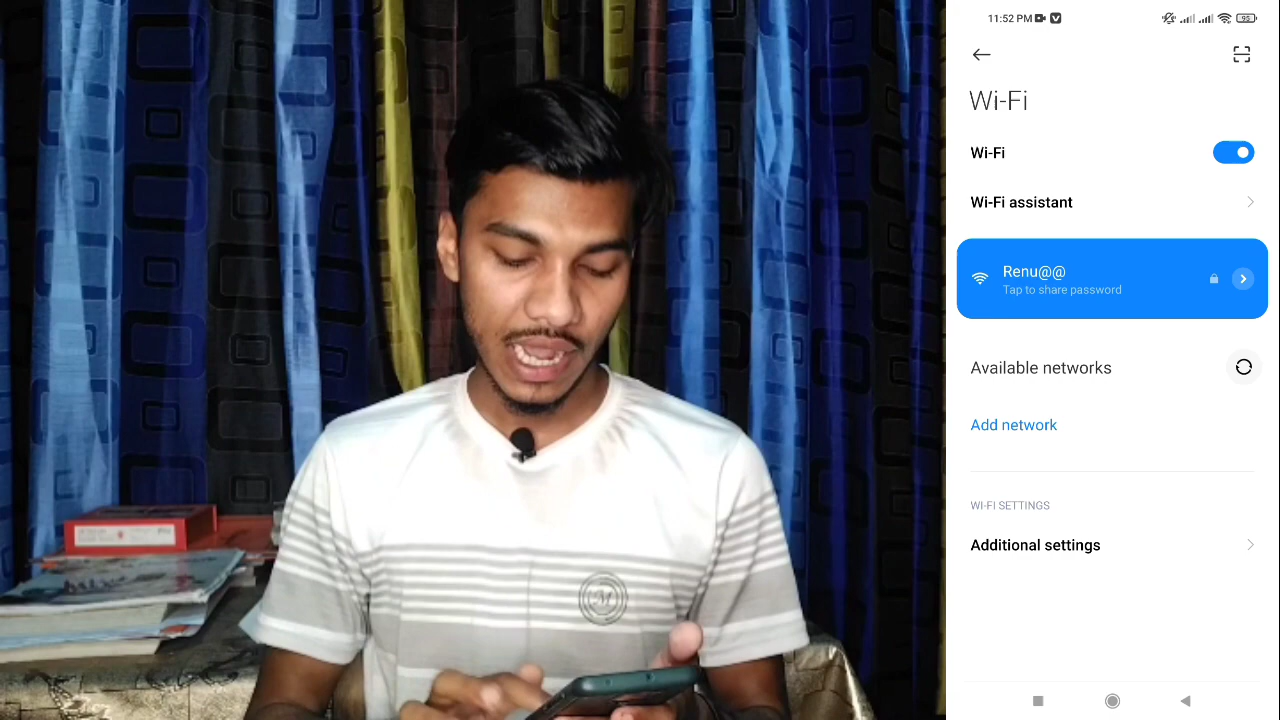 11:52 PM
95
Wi-Fi
Wi-Fi
Wi-Fi assistant
Renu@@
Tap to share password
Available networks
Add network
WI-FI SETTINGS
Additional settings
M